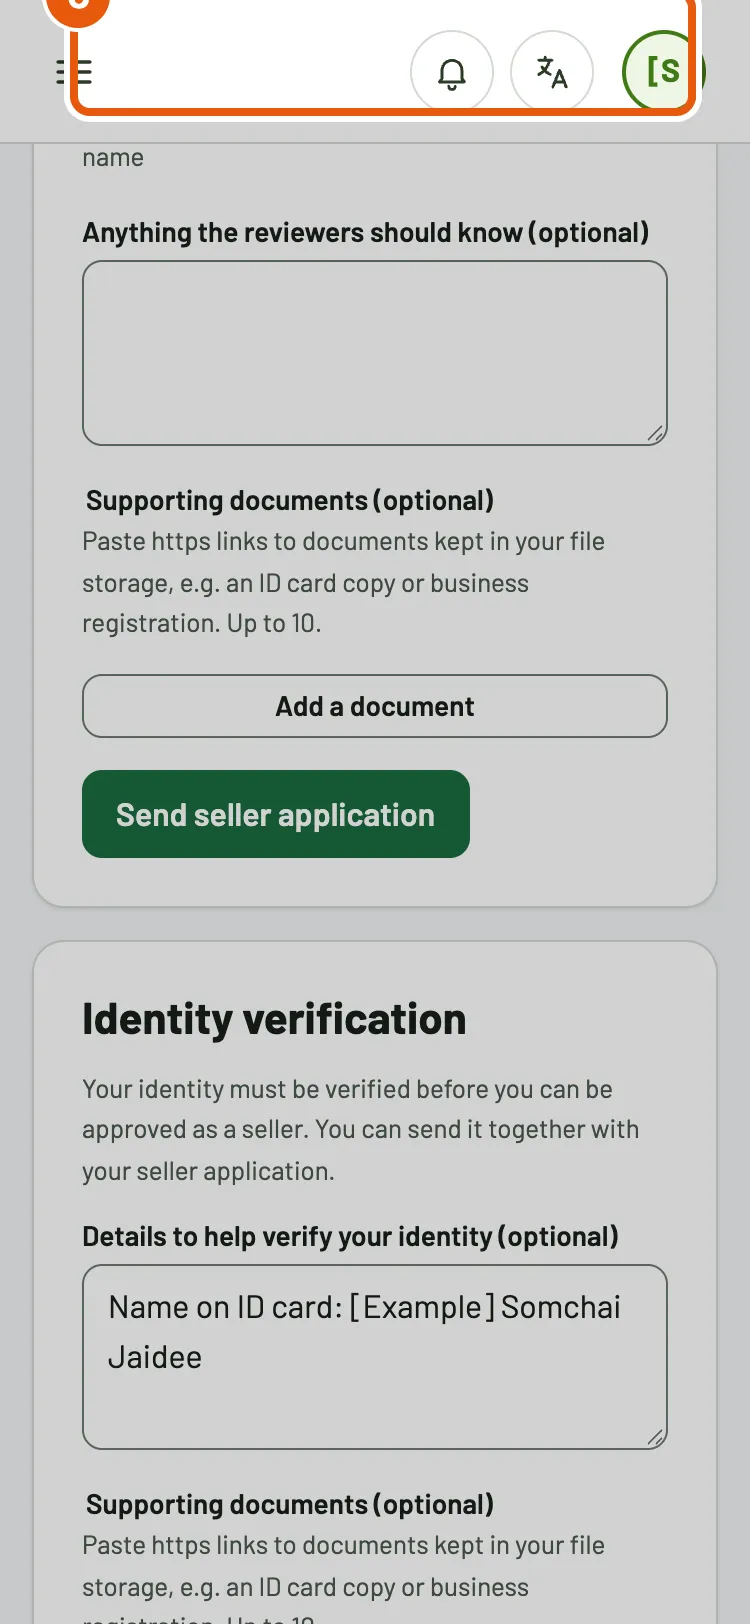 [S
name
Anything the reviewers should know (optional)
Supporting documents (optional)
Paste https links to documents kept in your file
storage, e.g. an ID card copy or business
registration. Up to 10.
Add a document
Send seller application
Identity verification
Your identity must be verified before you can be
approved as a seller. You can send it together with
your seller application.
Details to help verify your identity (optional)
Name on ID card: [Example] Somchai
Jaidee
Supporting documents (optional)
Paste https links to documents kept in your file
storage, e.g. an ID card copy or business
registration. Up to 10.